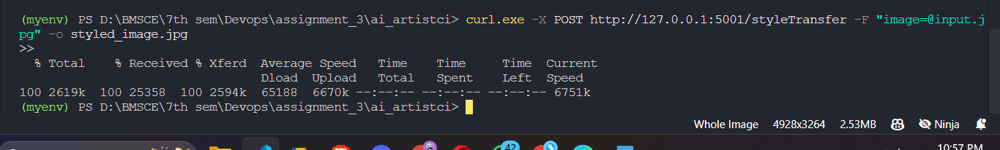 (myenv) PS D:\BMSCE\7th sem\Devops\assignment_3\ai_artistci> curl.exe -X POST http://127.0.0.1:5001/styleTransfer -F "image=@input.j
pg" -o styled_image.jpg
>>
% Total % Received % Xferd Average Speed Time Time Time Current
Dload Upload Total Spent Left Speed
100 2619k 100 25358 100 2594k 65188 6670k --:--:-- --:--:-- --:--:-- 6751k
(myenv) PS D:\BMSCE\7th sem\Devops\assignment_3\ai_artistci>
Whole Image 4928x3264 2.53MB Ninja
42
10:57 PM